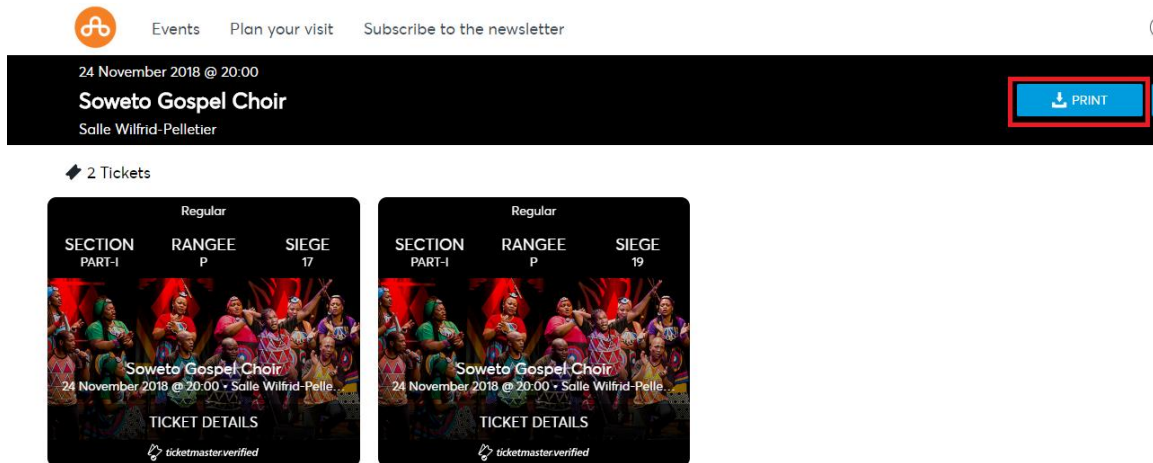 Events Plan your visit Subscribe to the newsletter
24 November 2018 @ 20:00
Soweto Gospel Choir
Salle Wilfrid-Pelletier
PRINT
2 Tickets
Regular
SECTION RANGEE SIEGE
PART-I P 17
Soweto Gospel Choir
24 November 2018 @ 20:00 • Salle Wilfrid-Pelle...
TICKET DETAILS
ticketmaster.verified
Regular
SECTION RANGEE SIEGE
PART-I P 19
Soweto Gospel Choir
24 November 2018 @ 20:00 • Salle Wilfrid-Pelle...
TICKET DETAILS
ticketmaster.verified